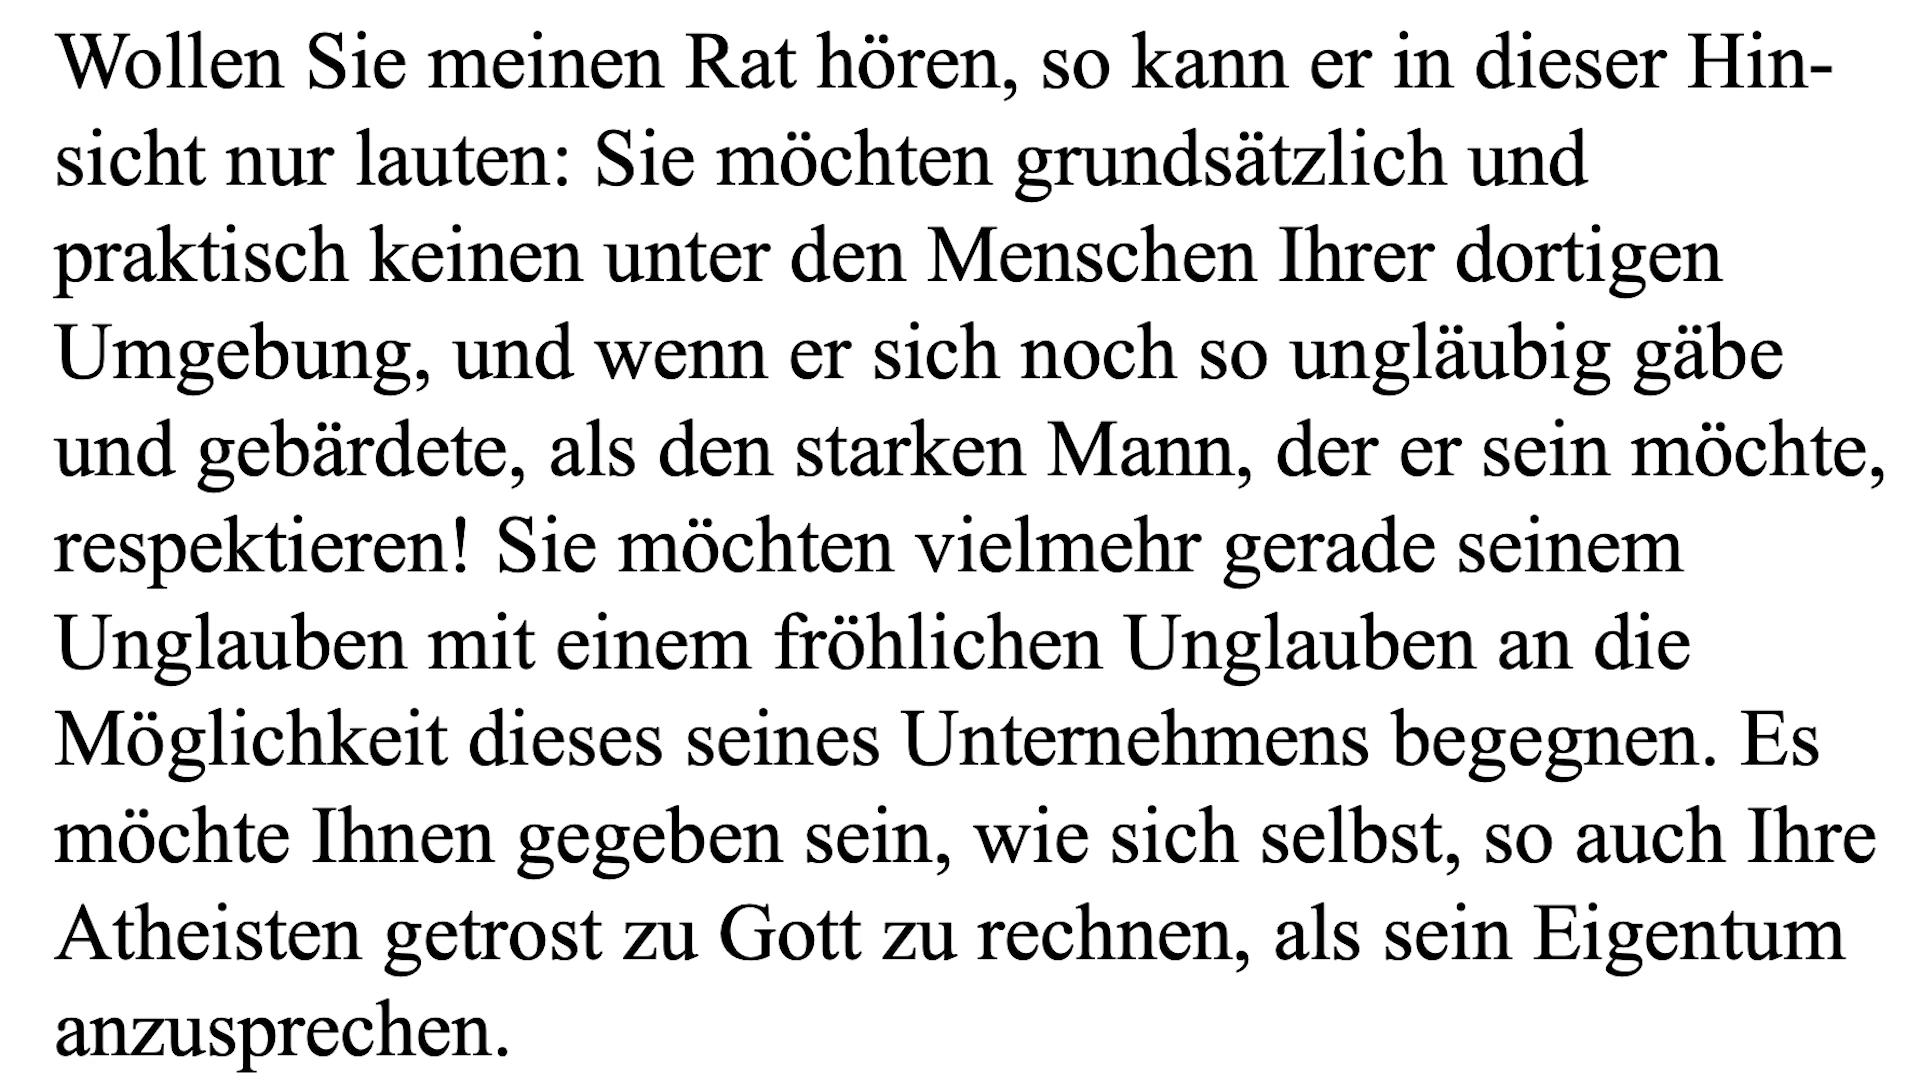 Wollen Sie meinen Rat hören, so kann er in dieser Hin-
sicht nur lauten: Sie möchten grundsätzlich und
praktisch keinen unter den Menschen Ihrer dortigen
Umgebung, und wenn er sich noch so ungläubig gäbe
und gebärdete, als den starken Mann, der er sein möchte,
respektieren! Sie möchten vielmehr gerade seinem
Unglauben mit einem fröhlichen Unglauben an die
Möglichkeit dieses seines Unternehmens begegnen. Es
möchte Ihnen gegeben sein, wie sich selbst, so auch Ihre
Atheisten getrost zu Gott zu rechnen, als sein Eigentum
anzusprechen.